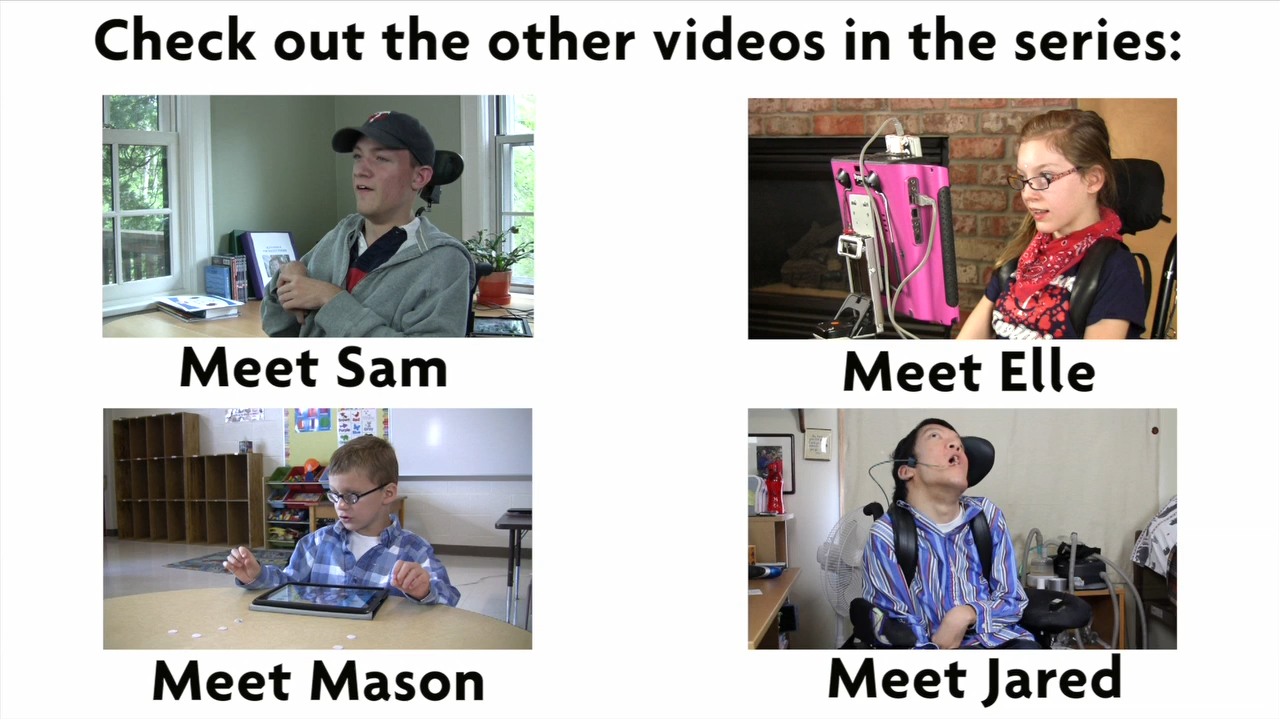 Check out the other videos in the series:
Meet Sam
Meet Elle
Meet Mason
Meet Jared